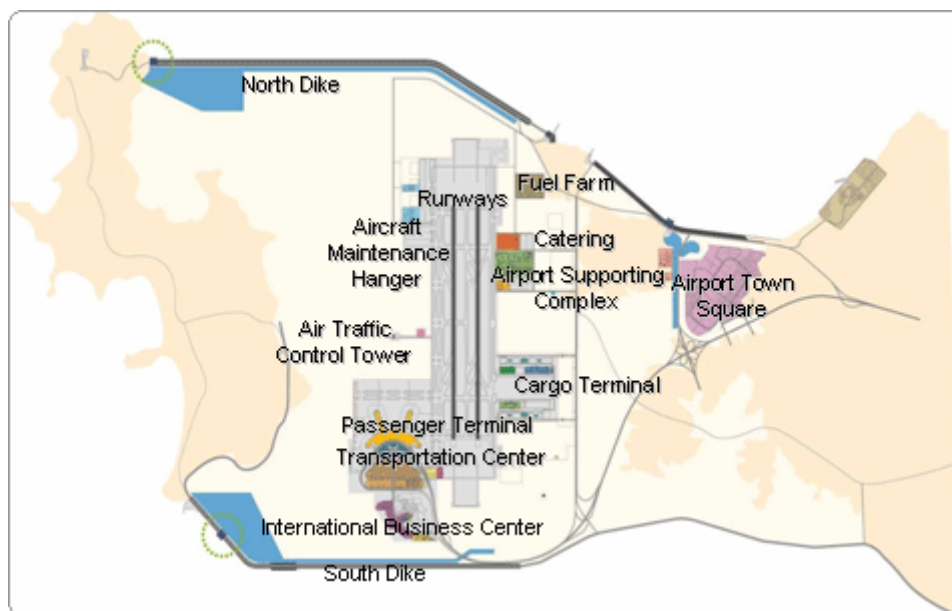 North Dike
Fuel Farm
Runways
Aircraft
Maintenance
Hanger
Catering
Airport Supporting
Complex
Airport Town
Square
Air Traffic
Control Tower
Cargo Terminal
Passenger Terminal
Transportation Center
International Business Center
South Dike